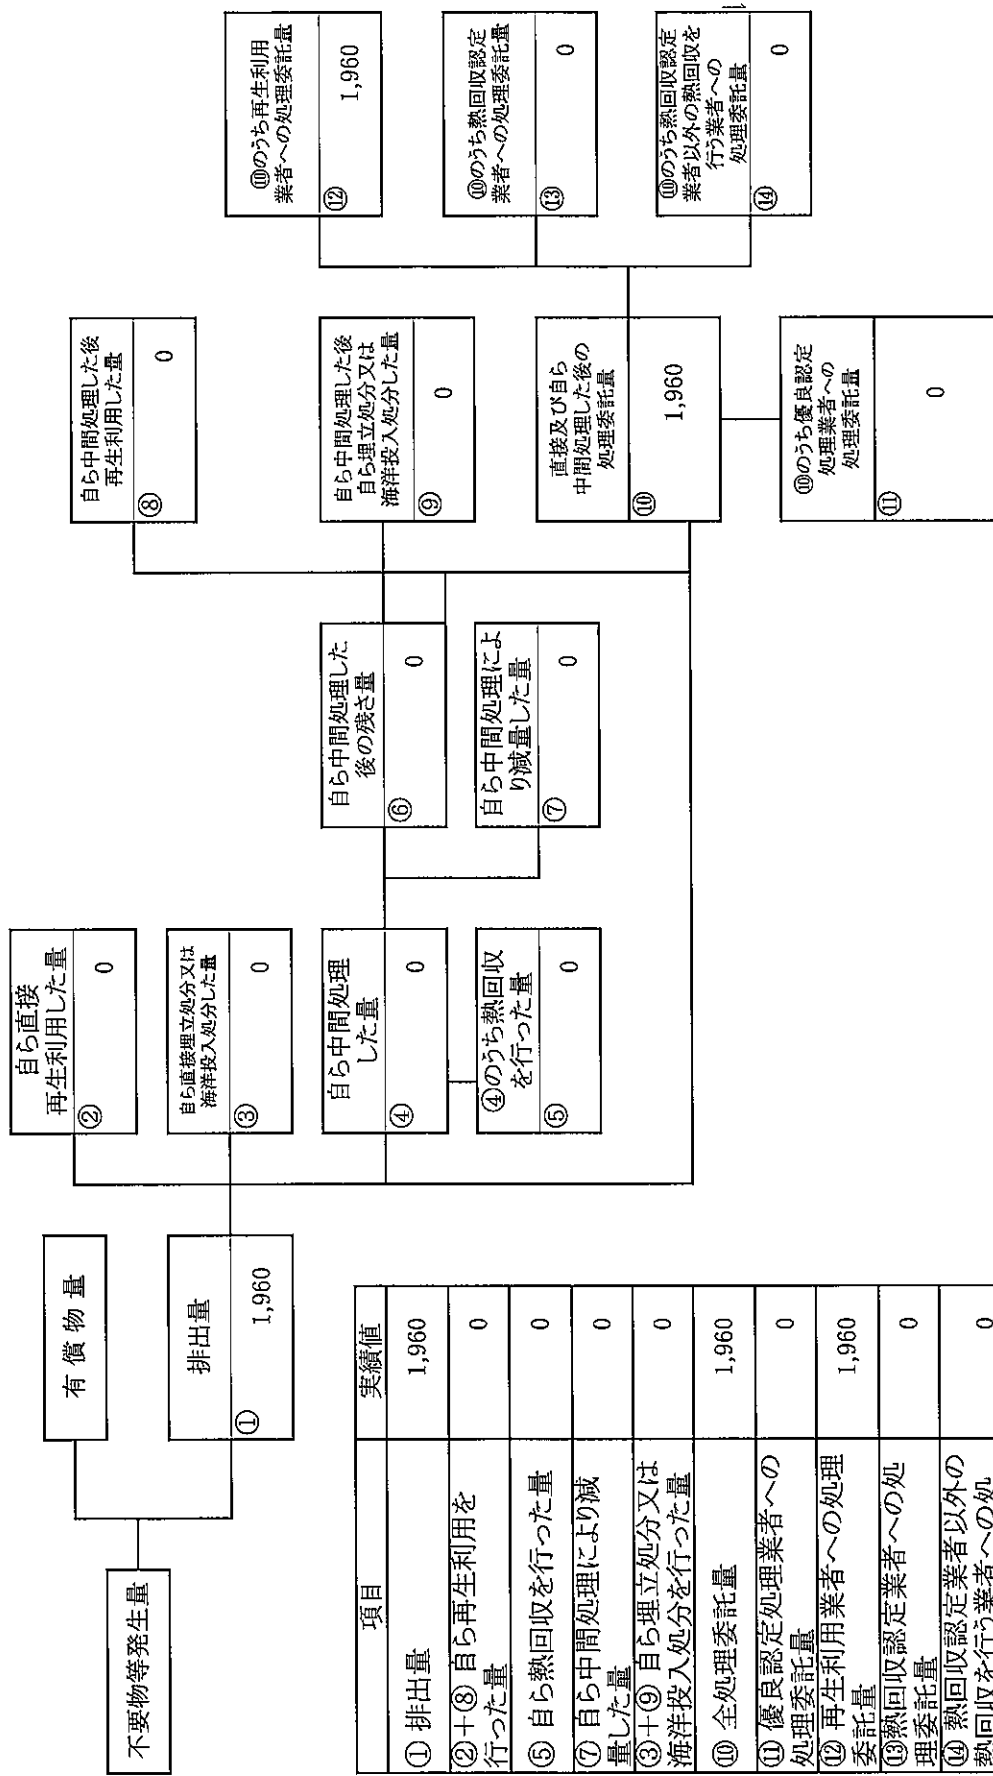 不要物等発生量
有償物量
排出量
①
1,960
自ら直接
再生利用した量
②
0
自ら直接埋立処分又は
海洋投入処分した量
③
0
自ら中間処理
した量
④
0
④のうち熱回収
を行った量
⑤
0
自ら中間処理した
後の残さ量
⑥
0
自ら中間処理によ
り減量した量
⑦
0
自ら中間処理した後
再生利用した量
⑧
0
自ら中間処理した後
自ら埋立処分又は
海洋投入処分した量
⑨
0
直接及び自ら
中間処理した後の
処理委託量
⑩
1,960
⑩のうち優良認定
処理業者への
処理委託量
⑪
0
⑩のうち再生利用
業者への処理委託量
⑫
1,960
⑩のうち熱回収認定
業者への処理委託量
⑬
0
⑩のうち熱回収認定
業者以外の熱回収を
行う業者への
処理委託量
⑭
0
項目 実績値
① 排出量 1,960
②+⑧ 自ら再生利用を
行った量 0
⑤ 自ら熱回収を行った量 0
⑦ 自ら中間処理により減
量した量 0
③+⑨ 自ら埋立処分又は
海洋投入処分を行った量 0
⑩ 全処理委託量 1,960
⑪ 優良認定処理業者への
処理委託量 0
⑫ 再生利用業者への処理
委託量 1,960
⑬熱回収認定業者への処
理委託量 0
⑭ 熱回収認定業者以外の
熱回収を行う業者への処 0